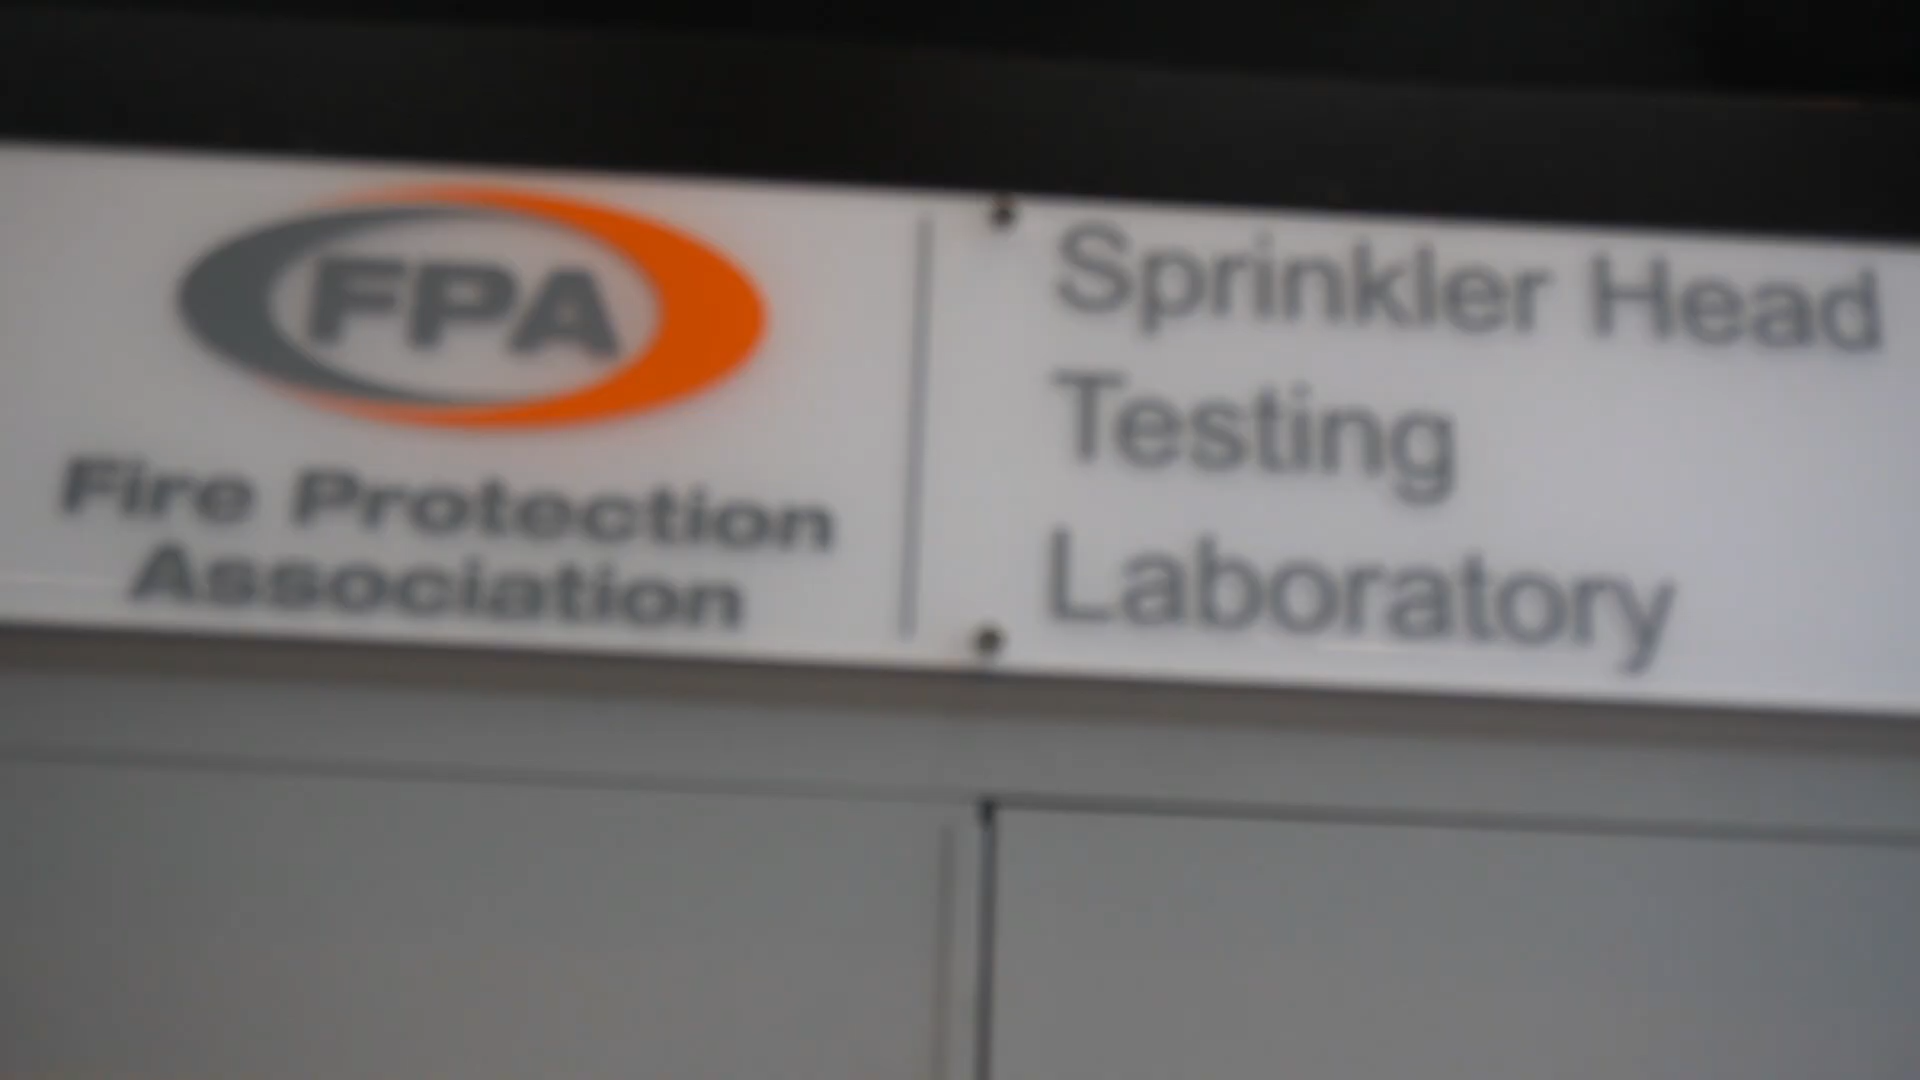 FPA
Fire Protection
Association
Sprinkler Head
Testing
Laboratory